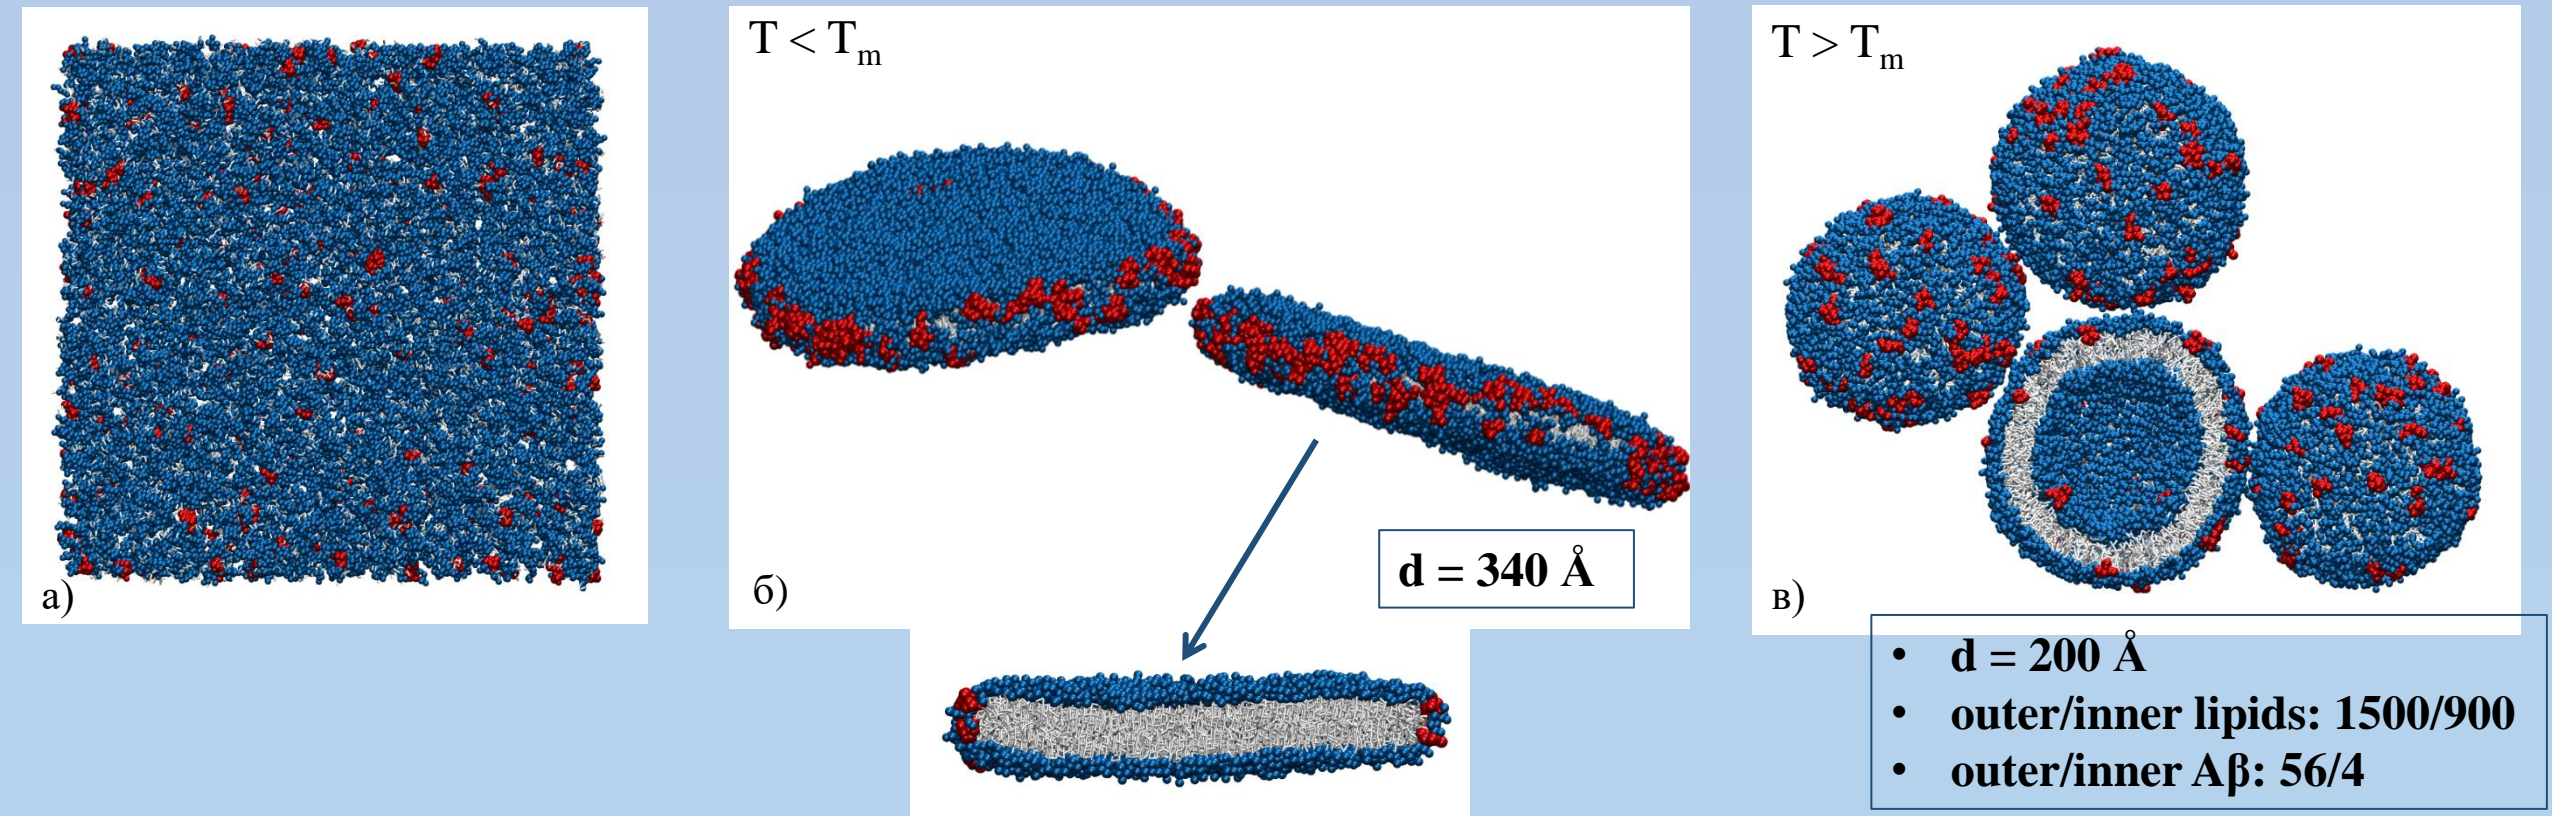 а)
T < Tm
б)
d = 340 Å
T > Tm
в)
• d = 200 Å
• outer/inner lipids: 1500/900
• outer/inner Aβ: 56/4